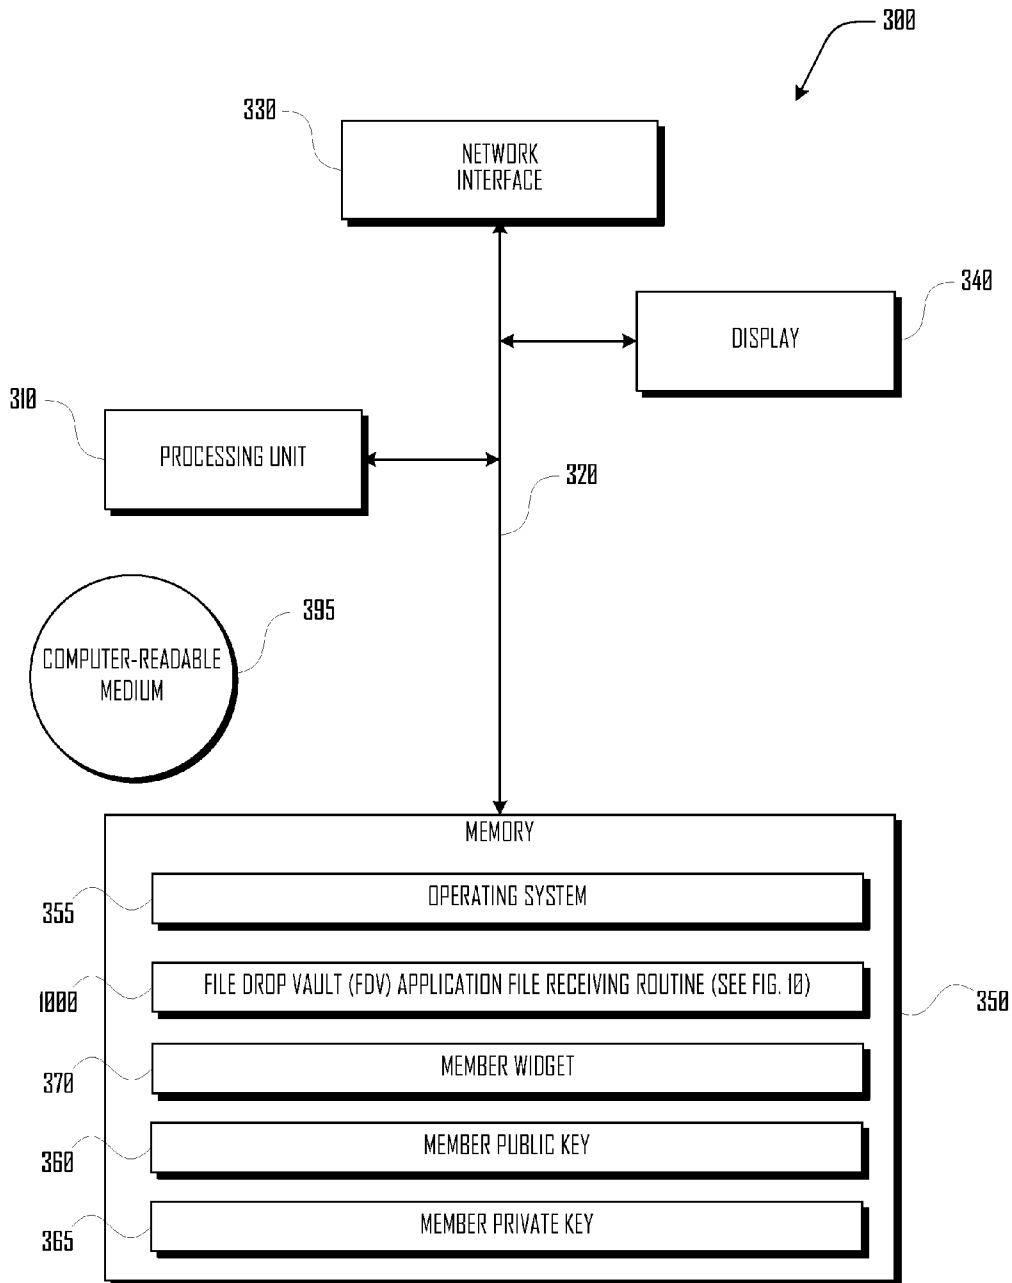 300
330
NETWORK
INTERFACE
340
DISPLAY
310
PROCESSING UNIT
320
395
COMPUTER-READABLE
MEDIUM
MEMORY
OPERATING SYSTEM
355
FILE DROP VAULT (FDV) APPLICATION FILE RECEIVING ROUTINE (SEE FIG. 10)
1000
350
MEMBER WIDGET
370
MEMBER PUBLIC KEY
360
MEMBER PRIVATE KEY
365